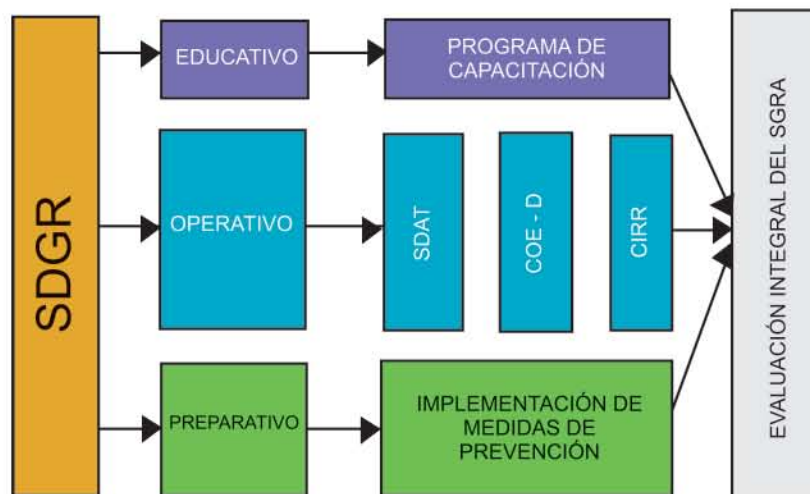 SDGR
EDUCATIVO
PROGRAMA DE
CAPACITACIÓN
OPERATIVO
SDAT
COE - D
CIRR
PREPARATIVO
IMPLEMENTACIÓN DE
MEDIDAS DE
PREVENCIÓN
EVALUACIÓN INTEGRAL DEL SGRA